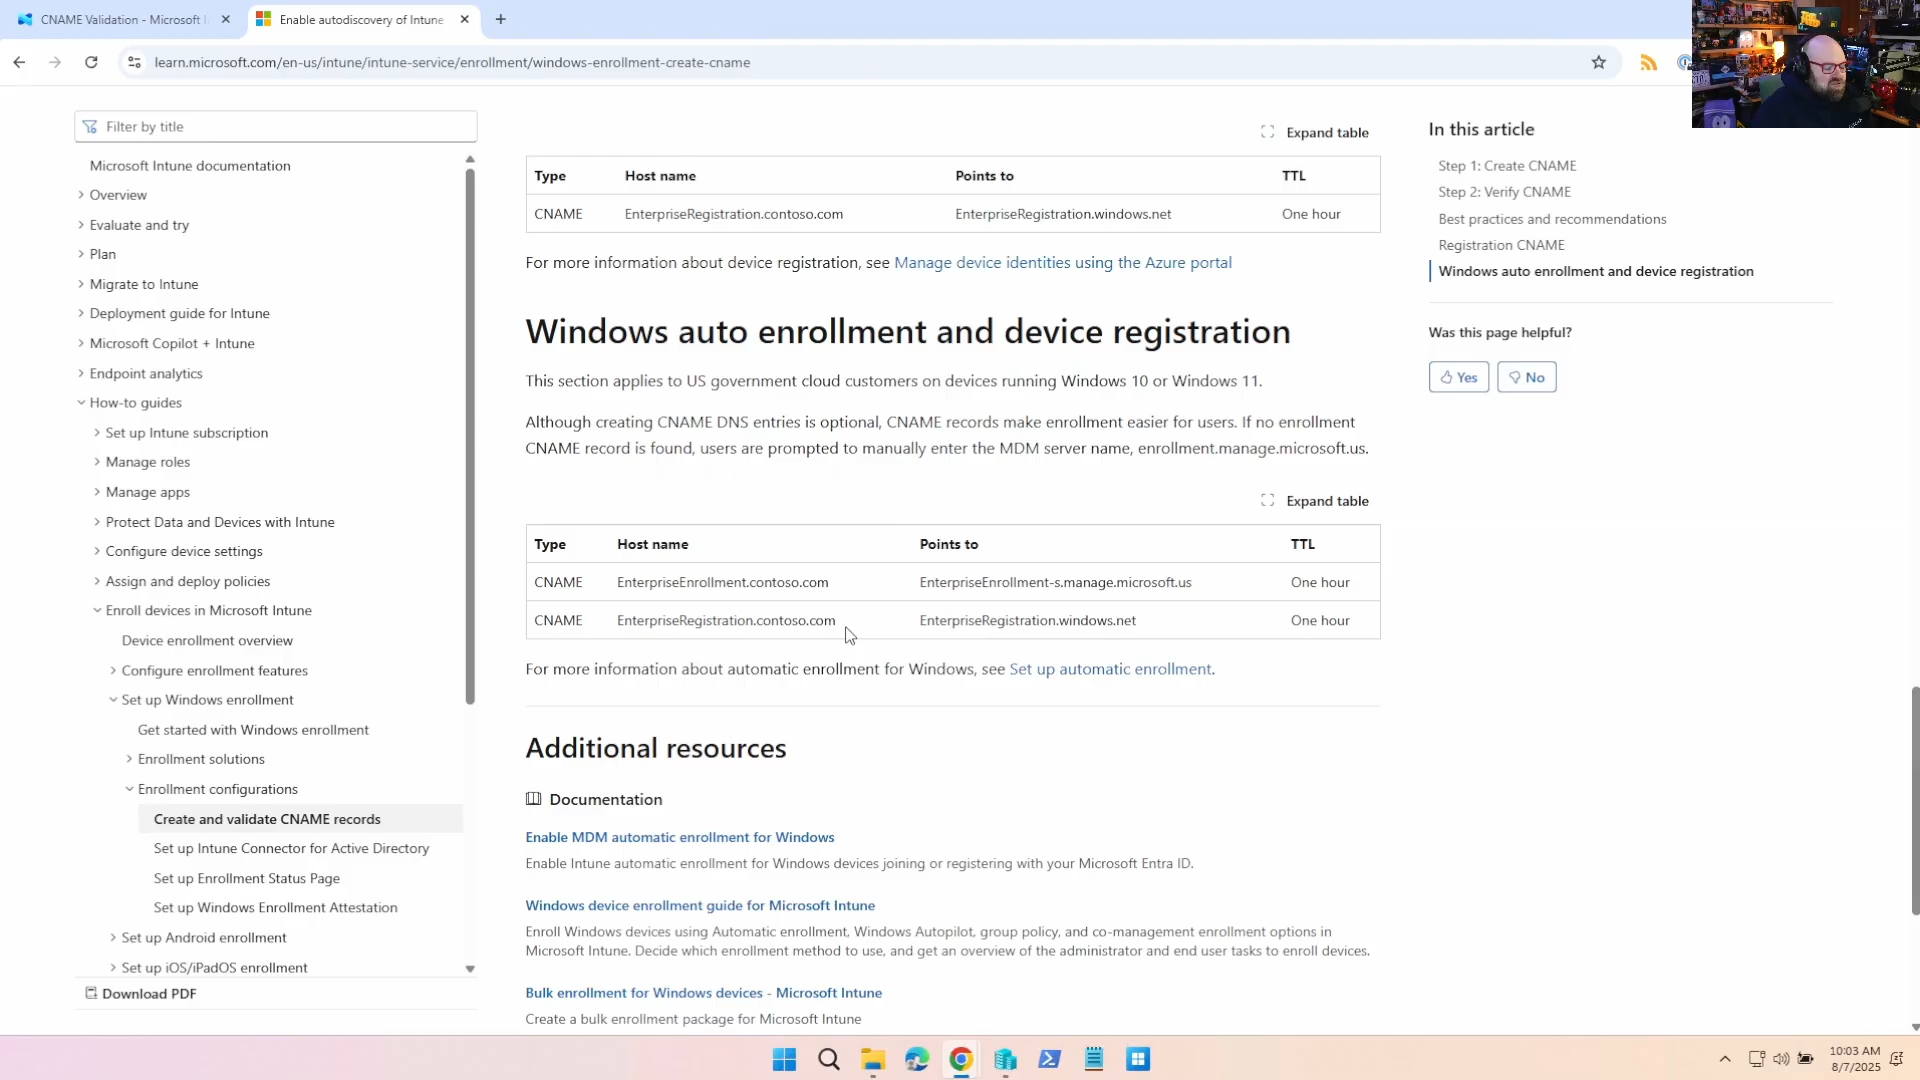 CNAME Validation - Microsoft I
Enable autodiscovery of Intune
learn.microsoft.com/en-us/intune/intune-service/enrollment/windows-enrollment-create-cname
Filter by title
Microsoft Intune documentation
Overview
Evaluate and try
Plan
Migrate to Intune
Deployment guide for Intune
Microsoft Copilot + Intune
Endpoint analytics
How-to guides
Set up Intune subscription
Manage roles
Manage apps
Protect Data and Devices with Intune
Configure device settings
Assign and deploy policies
Enroll devices in Microsoft Intune
Device enrollment overview
Configure enrollment features
Set up Windows enrollment
Get started with Windows enrollment
Enrollment solutions
Enrollment configurations
Create and validate CNAME records
Set up Intune Connector for Active Directory
Set up Enrollment Status Page
Set up Windows Enrollment Attestation
Set up Android enrollment
Set up iOS/iPadOS enrollment
Download PDF
Expand table
Type Host name Points to TTL
CNAME EnterpriseRegistration.contoso.com EnterpriseRegistration.windows.net One hour
For more information about device registration, see Manage device identities using the Azure portal
Windows auto enrollment and device registration
This section applies to US government cloud customers on devices running Windows 10 or Windows 11.
Although creating CNAME DNS entries is optional, CNAME records make enrollment easier for users. If no enrollment
CNAME record is found, users are prompted to manually enter the MDM server name, enrollment.manage.microsoft.us.
Expand table
Type Host name Points to TTL
CNAME EnterpriseEnrollment.contoso.com EnterpriseEnrollment-s.manage.microsoft.us One hour
CNAME EnterpriseRegistration.contoso.com EnterpriseRegistration.windows.net One hour
For more information about automatic enrollment for Windows, see Set up automatic enrollment.
Additional resources
Documentation
Enable MDM automatic enrollment for Windows
Enable Intune automatic enrollment for Windows devices joining or registering with your Microsoft Entra ID.
Windows device enrollment guide for Microsoft Intune
Enroll Windows devices using Automatic enrollment, Windows Autopilot, group policy, and co-management enrollment options in
Microsoft Intune. Decide which enrollment method to use, and get an overview of the administrator and end user tasks to enroll devices.
Bulk enrollment for Windows devices - Microsoft Intune
Create a bulk enrollment package for Microsoft Intune
In this article
Step 1: Create CNAME
Step 2: Verify CNAME
Best practices and recommendations
Registration CNAME
Windows auto enrollment and device registration
Was this page helpful?
Yes
No
10:03 AM
8/7/2025